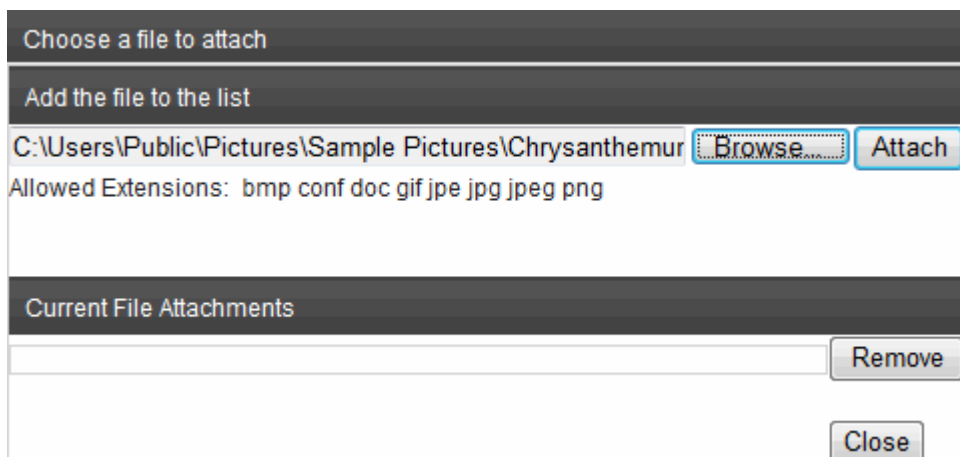 Choose a file to attach
Add the file to the list
C:\Users\Public\Pictures\Sample Pictures\Chrysanthemur Browse... Attach
Allowed Extensions: bmp conf doc gif jpe jpg jpeg png
Current File Attachments
Remove
Close